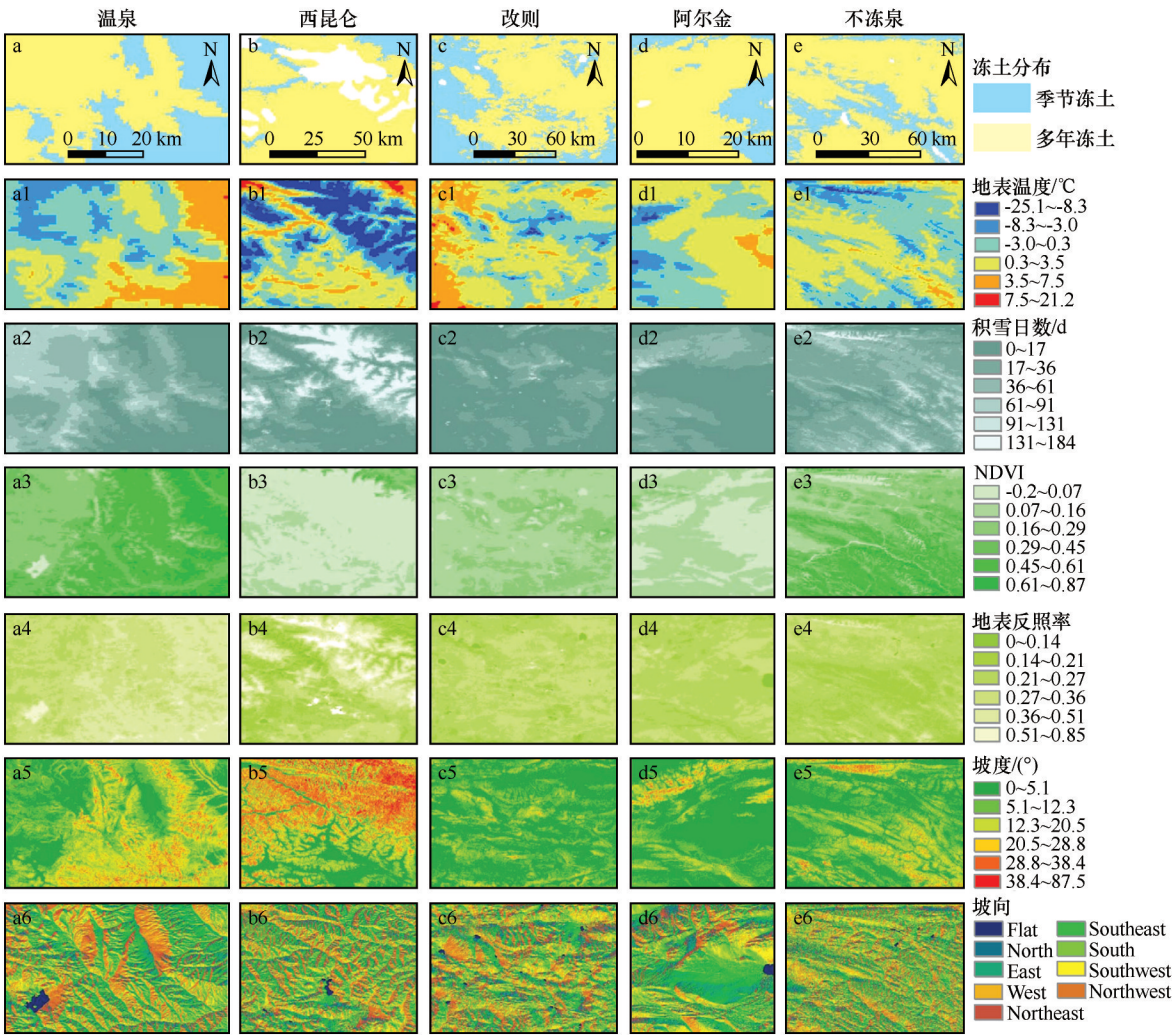 温泉 西昆仑 改则 阿尔金 不冻泉
a b c d e
N N N N N
0 10 20 km 0 25 50 km 0 30 60 km 0 10 20 km 0 30 60 km
冻土分布
季节冻土
多年冻土
a1 b1 c1 d1 e1
地表温度/℃
-25.1~-8.3
-8.3~-3.0
-3.0~0.3
0.3~3.5
3.5~7.5
7.5~21.2
a2 b2 c2 d2 e2
积雪日数/d
0~17
17~36
36~61
61~91
91~131
131~184
a3 b3 c3 d3 e3
NDVI
-0.2~0.07
0.07~0.16
0.16~0.29
0.29~0.45
0.45~0.61
0.61~0.87
a4 b4 c4 d4 e4
地表反照率
0~0.14
0.14~0.21
0.21~0.27
0.27~0.36
0.36~0.51
0.51~0.85
a5 b5 c5 d5 e5
坡度/(°)
0~5.1
5.1~12.3
12.3~20.5
20.5~28.8
28.8~38.4
38.4~87.5
a6 b6 c6 d6 e6
坡向
Flat Southeast
North South
East Southwest
West Northwest
Northeast